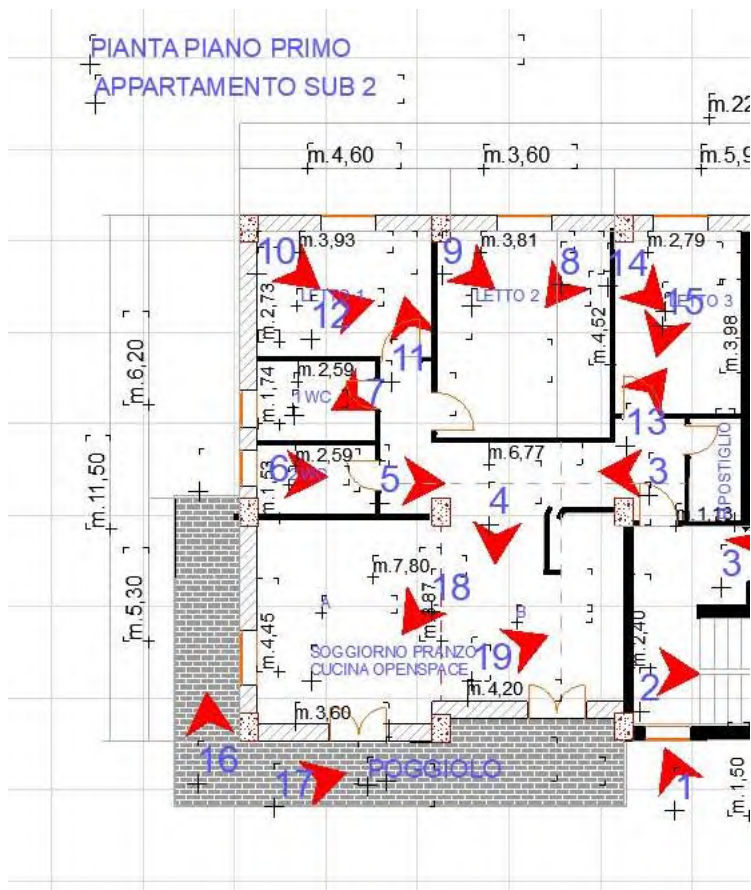 PIANTA PIANO PRIMO
APPARTAMENTO SUB 2
m.22
m.4,60
m.3,60
m.5,9
m.3,93
m.3,81
m.2,79
10
9
8
14
LETTO 1
LETTO 2
LETTO 3
15
12
m.2,73
m.4,52
m.3,98
m.6,20
11
m.2,59
1WC
7
m.1,74
13
m.11,50
m.2,59
6
m.1,53
5
m.6,77
3
4
m.1,13
m.5,30
m.7,80
18
3
A
B
m.4,45
m.2,40
SOGGIORNO PRANZO
CUCINA OPENSPACE
19
m.4,20
2
m.3,60
16
17
POGGIOLO
1
m.1,50